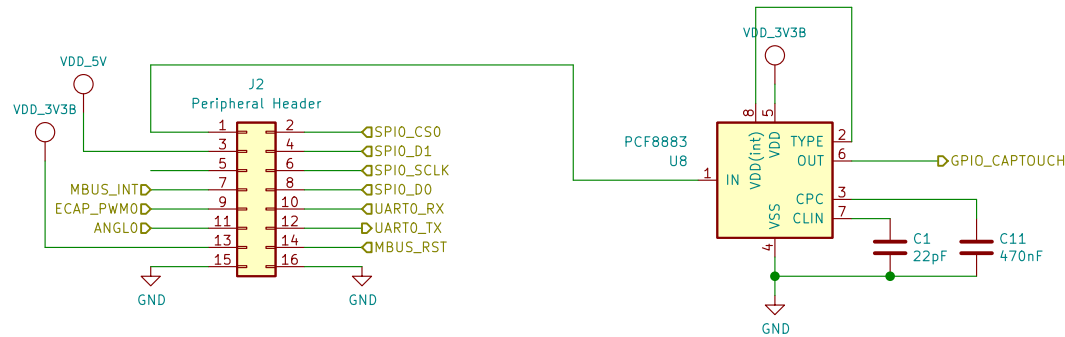 VDD_5V
VDD_3V3B
J2
Peripheral Header
1
2
SPI0_CS0
3
4
SPI0_D1
5
6
SPI0_SCLK
MBUS_INT
7
8
SPI0_D0
ECAP_PWM0
9
10
UART0_RX
ANGL0
11
12
UART0_TX
13
14
MBUS_RST
15
16
GND
GND
VDD_3V3B
8
5
PCF8883
U8
VDD(int)
VDD
TYPE
2
OUT
6
GPIO_CAPTOUCH
1
IN
CPC
3
VSS
CLIN
7
4
C1
22pF
C11
470nF
GND